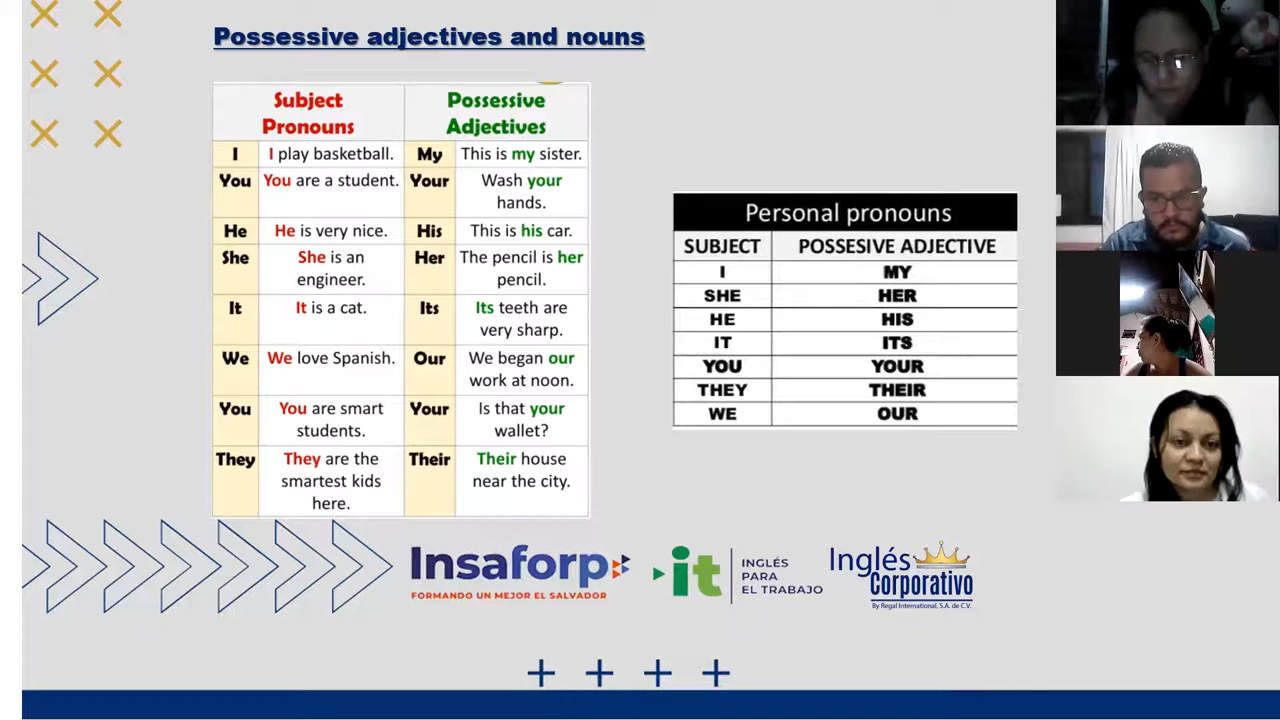 Possessive adjectives and nouns
Subject Pronouns
Possessive Adjectives
I
I play basketball.
My
This is my sister.
You
You are a student.
Your
Wash your
hands.
He
He is very nice.
His
This is his car.
She
She is an
engineer.
Her
The pencil is her
pencil.
It
It is a cat.
Its
Its teeth are
very sharp.
We
We love Spanish.
Our
We began our
work at noon.
You
You are smart
students.
Your
Is that your
wallet?
They
They are the
smartest kids
here.
Their
Their house
near the city.
Personal pronouns
SUBJECT POSSESIVE ADJECTIVE
I MY
SHE HER
HE HIS
IT ITS
YOU YOUR
THEY THEIR
WE OUR
Insaforp
FORMANDO UN MEJOR EL SALVADOR
it
INGLÉS
PARA
EL TRABAJO
Inglés
Corporativo
By Regal International, S.A. de C.V.